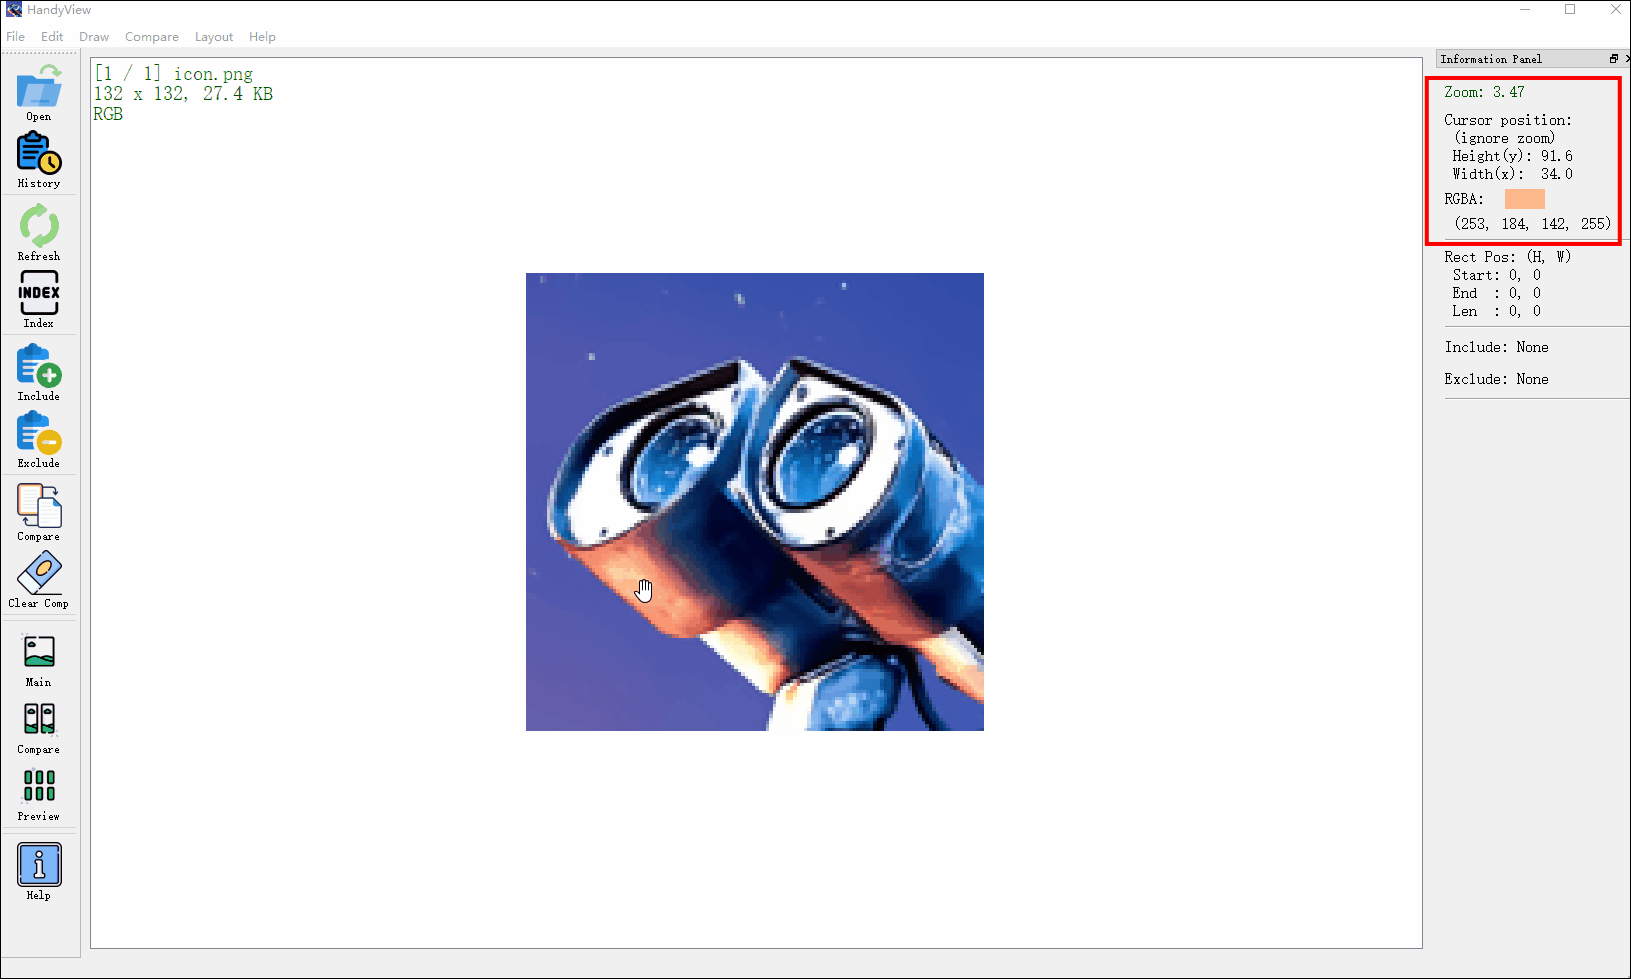 HandyView
File Edit Draw Compare Layout Help
Open
History
Refresh
INDEX
Index
Include
Exclude
Compare
Clear Comp
Main
Compare
Preview
Help
[1 / 1] icon.png
132 x 132, 27.4 KB
RGB
Information Panel
Zoom: 3.47
Cursor position:
(ignore zoom)
Height(y): 91.6
Width(x): 34.0
RGBA:
(253, 184, 142, 255)
Rect Pos: (H, W)
Start: 0, 0
End : 0, 0
Len : 0, 0
Include: None
Exclude: None